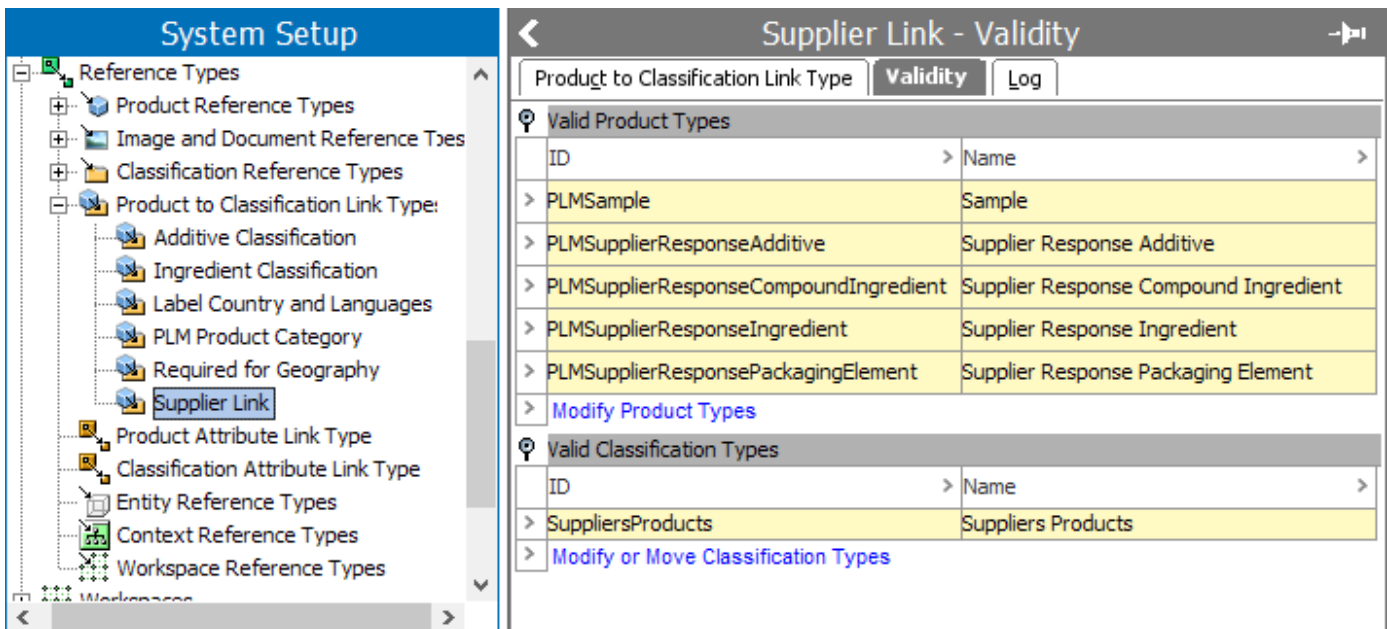 System Setup
Reference Types
Product Reference Types
Image and Document Reference Types
Classification Reference Types
Product to Classification Link Types
Additive Classification
Ingredient Classification
Label Country and Languages
PLM Product Category
Required for Geography
Supplier Link
Product Attribute Link Type
Classification Attribute Link Type
Entity Reference Types
Context Reference Types
Workspace Reference Types
Workspaces
Supplier Link - Validity
Product to Classification Link Type Validity Log
Valid Product Types
ID > Name >
> PLMSample Sample
> PLMSupplierResponseAdditive Supplier Response Additive
> PLMSupplierResponseCompoundIngredient Supplier Response Compound Ingredient
> PLMSupplierResponseIngredient Supplier Response Ingredient
> PLMSupplierResponsePackagingElement Supplier Response Packaging Element
> Modify Product Types
Valid Classification Types
ID > Name >
> SuppliersProducts Suppliers Products
> Modify or Move Classification Types